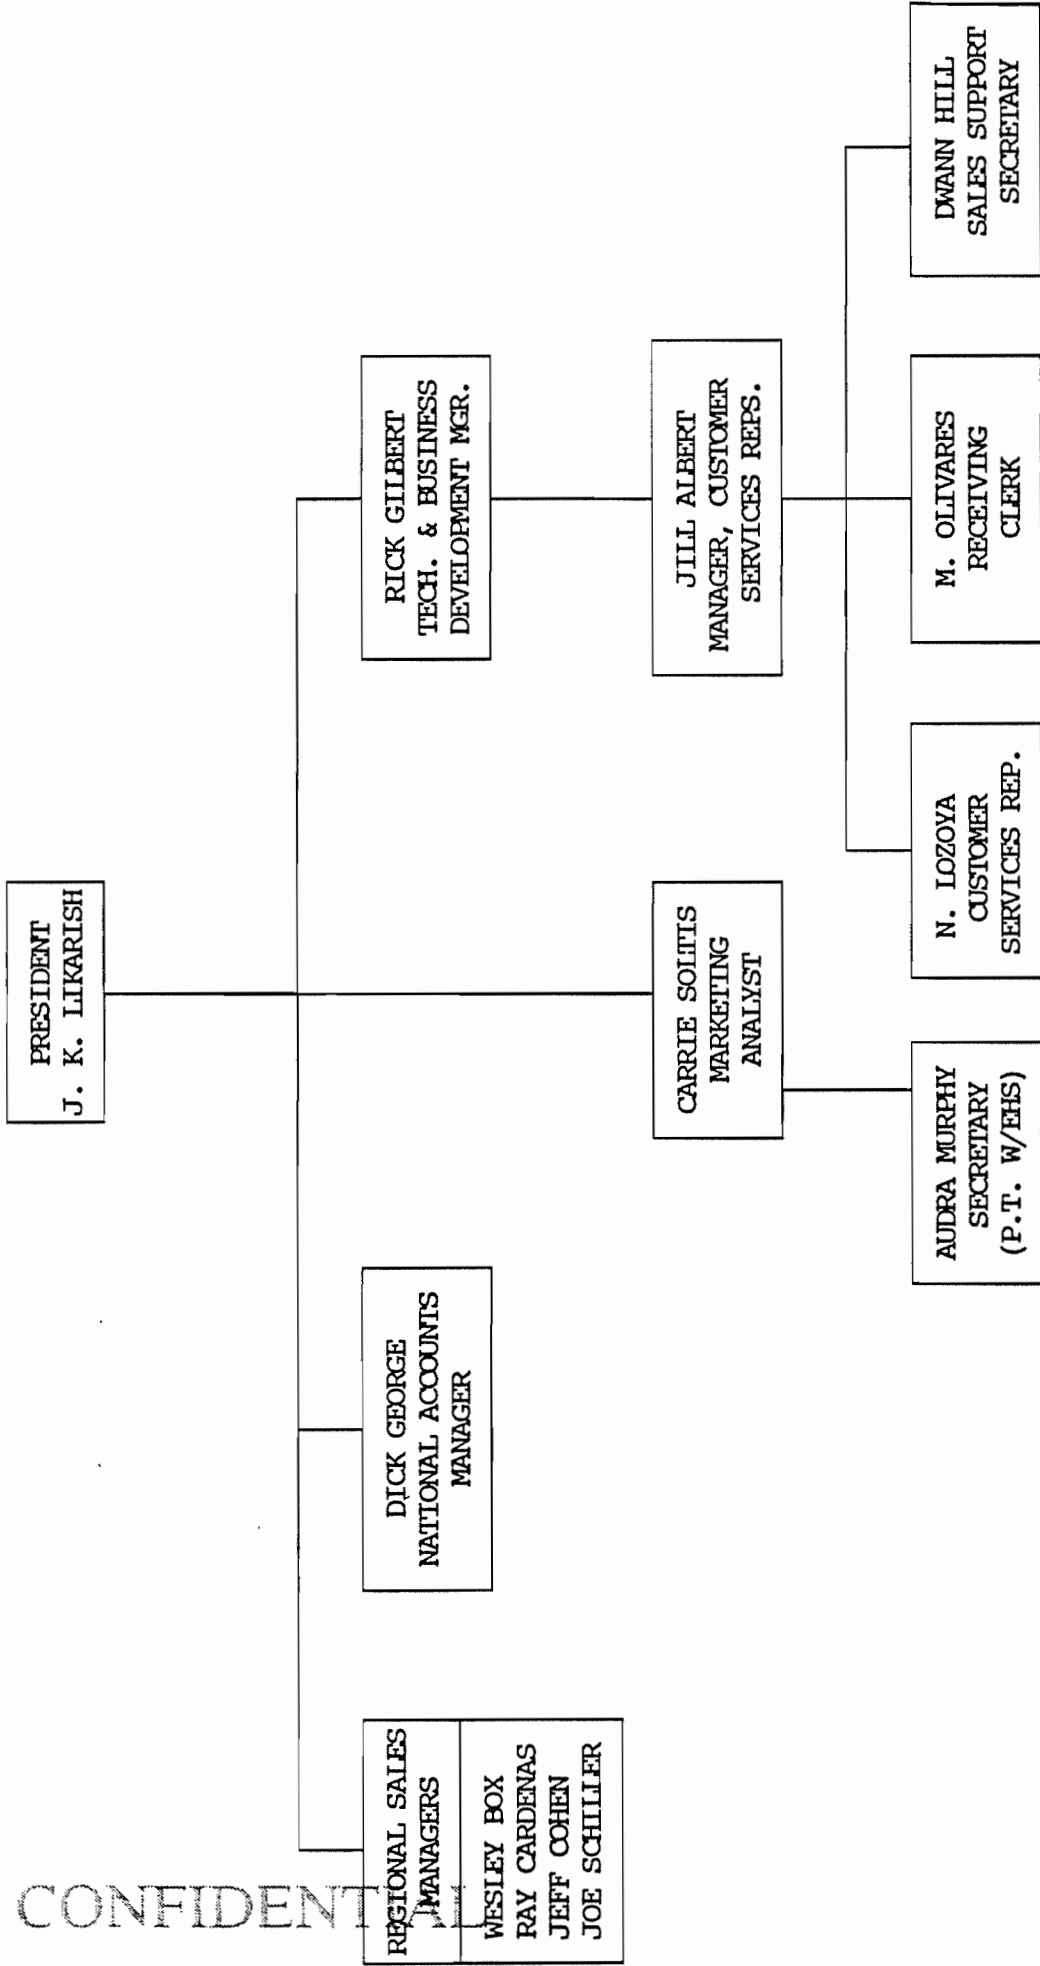 PRESIDENT
J. K. LIKARISH
REGIONAL SALES
MANAGERS
WESLEY BOX
RAY CARDENAS
JEFF COHEN
JOE SCHILLER
DICK GEORGE
NATIONAL ACCOUNTS
MANAGER
RICK GILBERT
TECH. & BUSINESS
DEVELOPMENT MGR.
CARRIE SOLTIS
MARKETING
ANALYST
JILL ALBERT
MANAGER, CUSTOMER
SERVICES REPS.
AUDRA MURPHY
SECRETARY
(P.T. W/EHS)
N. LOZOYA
CUSTOMER
SERVICES REP.
M. OLIVARES
RECEIVING
CLERK
DWANN HILL
SALES SUPPORT
SECRETARY
CONFIDENTIAL